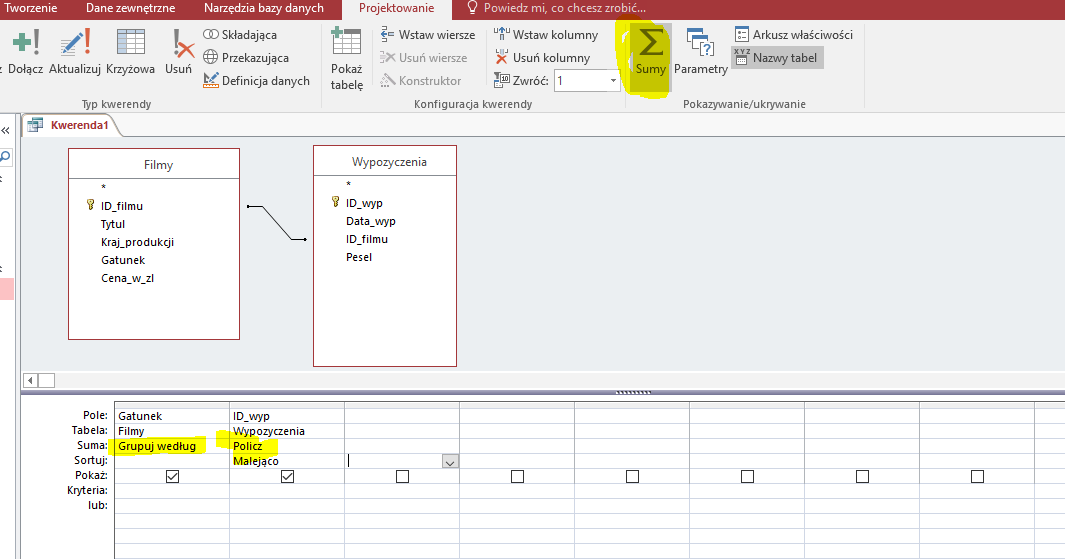 Tworzenie Dane zewnętrzne Narzędzia bazy danych Projektowanie Powiedz mi, co chcesz zrobić...
Dołącz Aktualizuj Krzyżowa Usuń
Składająca
Przekazująca
Definicja danych
Typ kwerendy
Pokaż tabelę
Wstaw wiersze
Usuń wiersze
Konstruktor
Wstaw kolumny
Usuń kolumny
Zwróć: 1
Konfiguracja kwerendy
Σ
Sumy
Parametry
Arkusz właściwości
XYZ Nazwy tabel
Pokazywanie/ukrywanie
Kwerenda1
Filmy
*
ID_filmu
Tytul
Kraj_produkcji
Gatunek
Cena_w_zl
Wypozyczenia
*
ID_wyp
Data_wyp
ID_filmu
Pesel
Pole: Gatunek ID_wyp
Tabela: Filmy Wypozyczenia
Suma: Grupuj według Policz
Sortuj: Malejąco
Pokaż:
Kryteria:
lub: